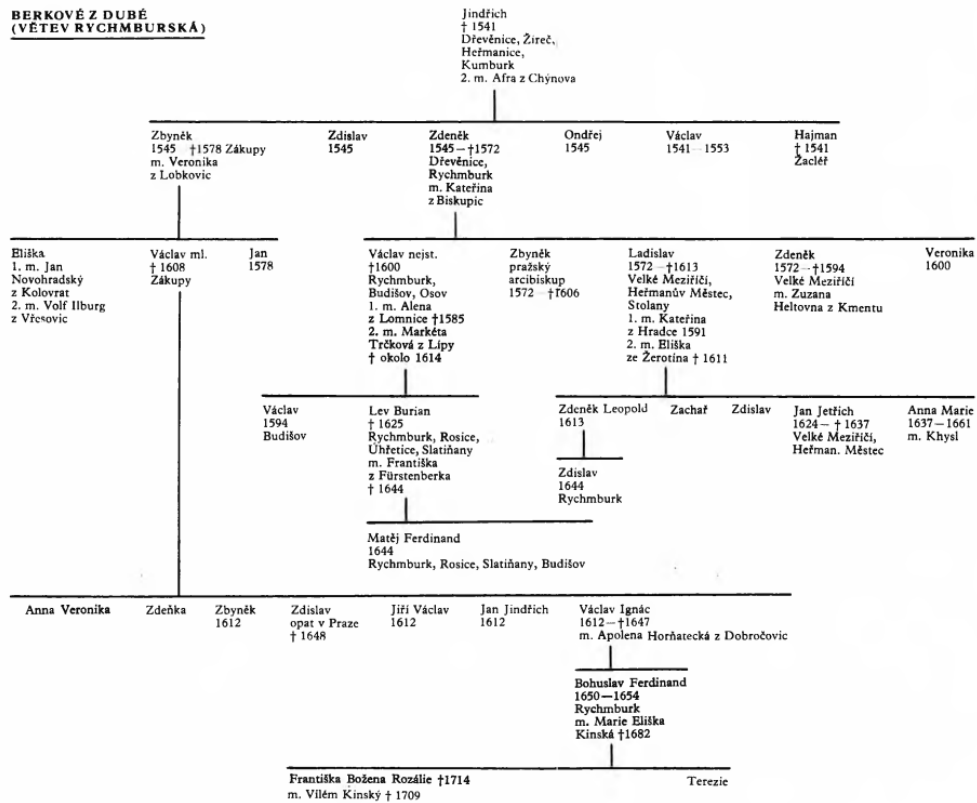 BERKOVÉ Z DUBÉ
(VĚTEV RYCHMBURSKÁ)
Jindřich
† 1541
Dřevěnice, Žireč,
Heřmanice,
Kumburk
2. m. Afra z Chýnova
Zbyněk
1545 †1578 Zákupy
m. Veronika
z Lobkovic
Zdislav
1545
Zdeněk
1545—†1572
Dřevěnice,
Rychmburk
m. Kateřina
z Biskupic
Ondřej
1545
Václav
1541—1553
Hajman
† 1541
Žacléř
Eliška
1. m. Jan
Novohradský
z Kolovrat
2. m. Volf Ilburg
z Vřesovic
Václav ml.
† 1608
Zákupy
Jan
1578
Václav nejst.
†1600
Rychmburk,
Budišov, Osov
1. m. Alena
z Lomnice †1585
2. m. Markéta
Trčková z Lípy
† okolo 1614
Zbyněk
pražský
arcibiskup
1572—†1606
Ladislav
1572—†1613
Velké Meziříčí,
Heřmanův Městec,
Stolany
1. m. Kateřina
z Hradce 1591
2. m. Eliška
ze Žerotína † 1611
Zdeněk
1572—†1594
Velké Meziříčí
m. Zuzana
Heltovna z Kmentu
Veronika
1600
Václav
1594
Budišov
Lev Burian
† 1625
Rychmburk, Rosice,
Úhřetice, Slatiňany
m. Františka
z Fürstenberka
† 1644
Zdeněk Leopold
1613
Zachař
Zdislav
Jan Jetřich
1624— † 1637
Velké Meziříčí,
Heřman. Městec
Anna Marie
1637—1661
m. Khysl
Zdislav
1644
Rychmburk
Matěj Ferdinand
1644
Rychmburk, Rosice, Slatiňany, Budišov
Anna Veronika
Zdeňka
Zbyněk
1612
Zdislav
opat v Praze
† 1648
Jiří Václav
1612
Jan Jindřich
1612
Václav Ignác
1612—†1647
m. Apolena Horňatecká z Dobročovic
Bohuslav Ferdinand
1650—1654
Rychmburk
m. Marie Eliška
Kinská †1682
Františka Božena Rozálie †1714
m. Vilém Kinský † 1709
Terezie